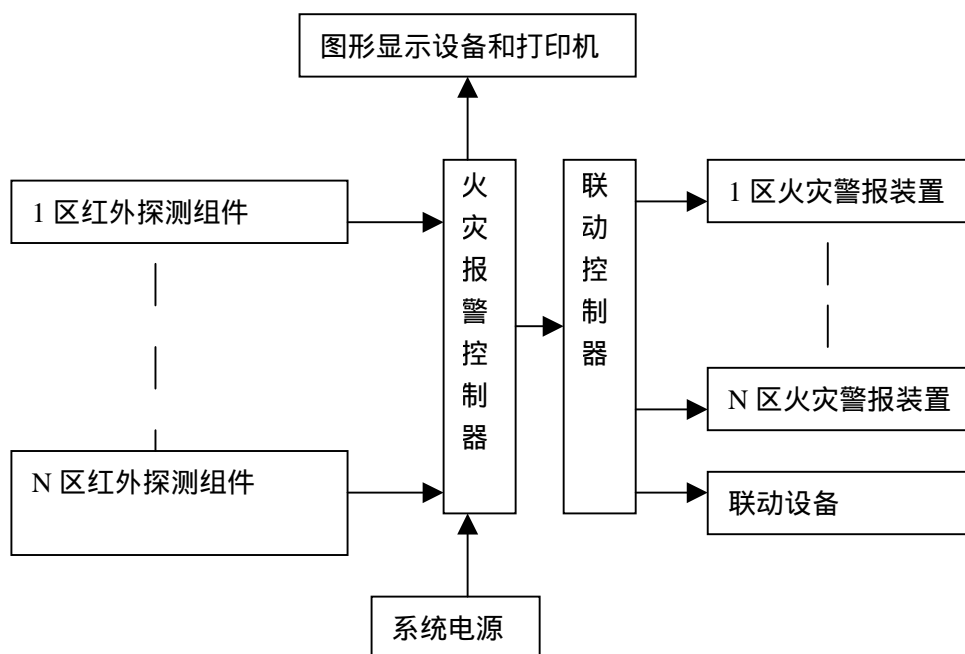 图形显示设备和打印机
1 区红外探测组件
火灾报警控制器
联动控制器
1 区火灾警报装置
N 区火灾警报装置
N 区红外探测组件
联动设备
系统电源